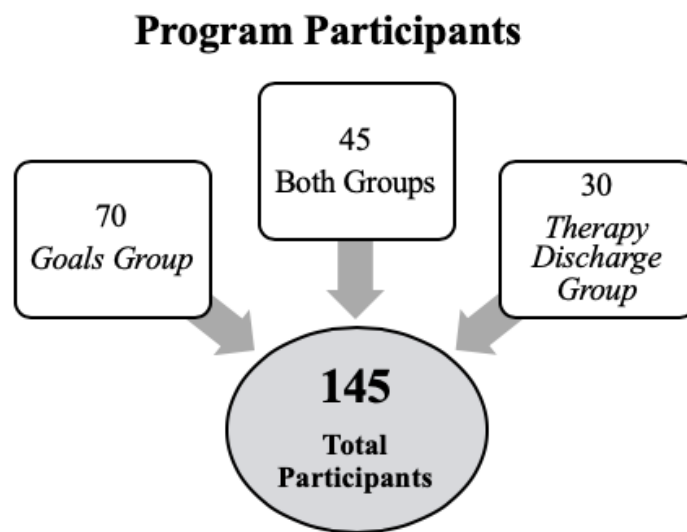 Program Participants
70
Goals Group
45
Both Groups
30
Therapy
Discharge
Group
145
Total
Participants